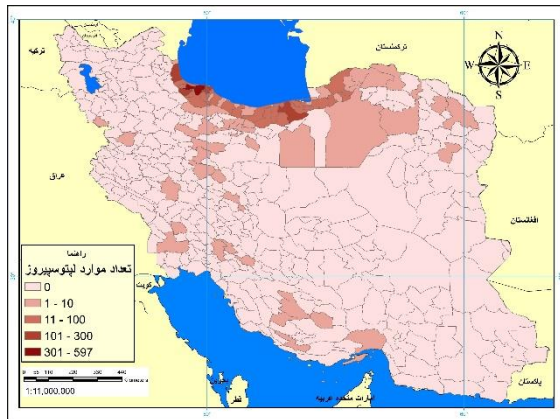 ترکیه
ترکمنستان
N
W E
S
عراق
افغانستان
راهنما
تعداد موارد لپتوسپیروز
0
1 - 10
11 - 100
101 - 300
301 - 597
کویت
1:11,000,000
بحرین
قطر
امارات متحده عربیه
پاکستان